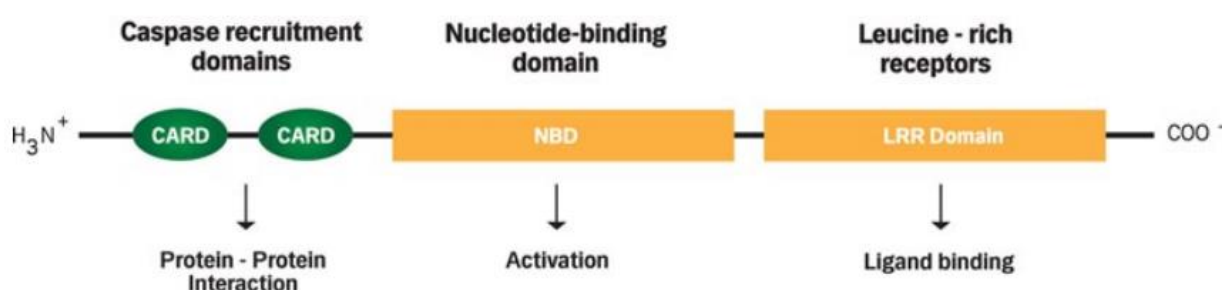 Caspase recruitment
domains
Nucleotide-binding
domain
Leucine - rich
receptors
H3N+
CARD
CARD
NBD
LRR Domain
COO -
Protein - Protein
Interaction
Activation
Ligand binding